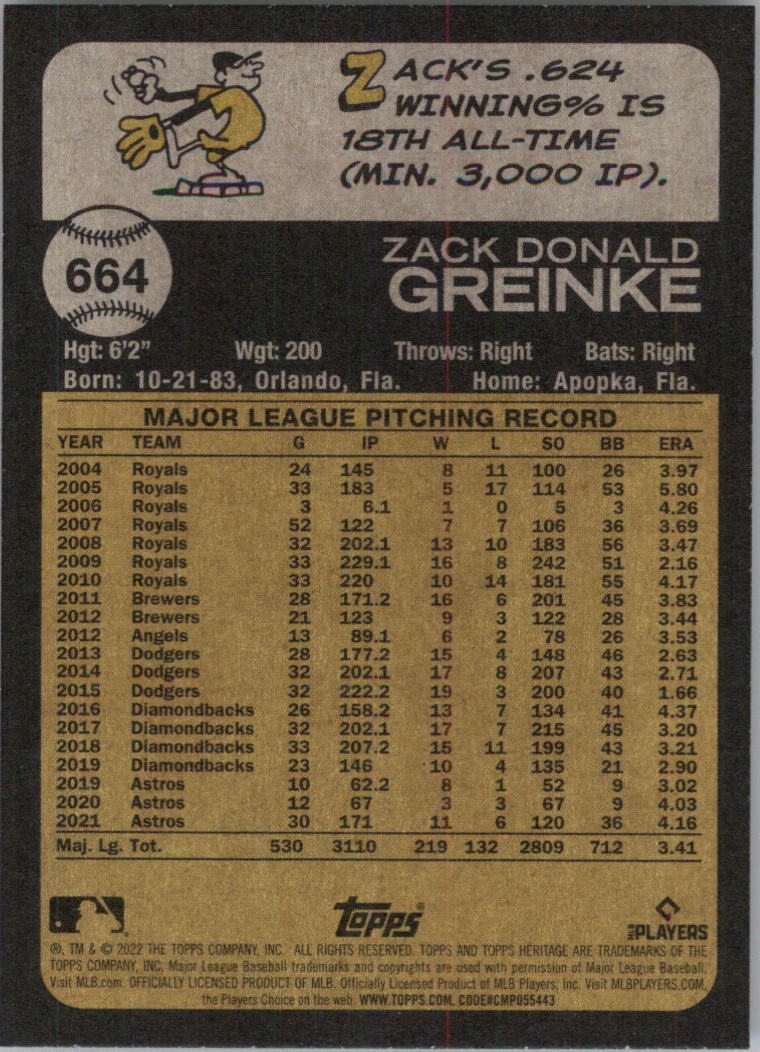 ZACK'S .624
WINNING% IS
18TH ALL-TIME
(MIN. 3,000 IP).
664
ZACK DONALD
GREINKE
Hgt: 6'2" Wgt: 200 Throws: Right Bats: Right
Born: 10-21-83, Orlando, Fla. Home: Apopka, Fla.
MAJOR LEAGUE PITCHING RECORD
YEAR TEAM G IP W L SO BB ERA
2004 Royals 24 145 8 11 100 26 3.97
2005 Royals 33 183 5 17 114 53 5.80
2006 Royals 3 6.1 1 0 5 3 4.26
2007 Royals 52 122 7 7 106 36 3.69
2008 Royals 32 202.1 13 10 183 56 3.47
2009 Royals 33 229.1 16 8 242 51 2.16
2010 Royals 33 220 10 14 181 55 4.17
2011 Brewers 28 171.2 16 6 201 45 3.83
2012 Brewers 21 123 9 3 122 28 3.44
2012 Angels 13 89.1 6 2 78 26 3.53
2013 Dodgers 28 177.2 15 4 148 46 2.63
2014 Dodgers 32 202.1 17 8 207 43 2.71
2015 Dodgers 32 222.2 19 3 200 40 1.66
2016 Diamondbacks 26 158.2 13 7 134 41 4.37
2017 Diamondbacks 32 202.1 17 7 215 45 3.20
2018 Diamondbacks 33 207.2 15 11 199 43 3.21
2019 Diamondbacks 23 146 10 4 135 21 2.90
2019 Astros 10 62.2 8 1 52 9 3.02
2020 Astros 12 67 3 3 67 9 4.03
2021 Astros 30 171 11 6 120 36 4.16
Maj. Lg. Tot. 530 3110 219 132 2809 712 3.41
Topps®
MLB PLAYERS
®, TM & © 2022 THE TOPPS COMPANY, INC. ALL RIGHTS RESERVED. TOPPS AND TOPPS HERITAGE ARE TRADEMARKS OF THE
TOPPS COMPANY, INC. Major League Baseball trademarks and copyrights are used with permission of Major League Baseball.
Visit MLB.com. OFFICIALLY LICENSED PRODUCT OF MLB. Officially Licensed Product of MLB Players, Inc. Visit MLBPLAYERS.COM,
the Players Choice on the web. WWW.TOPPS.COM. CODE#CMP055443